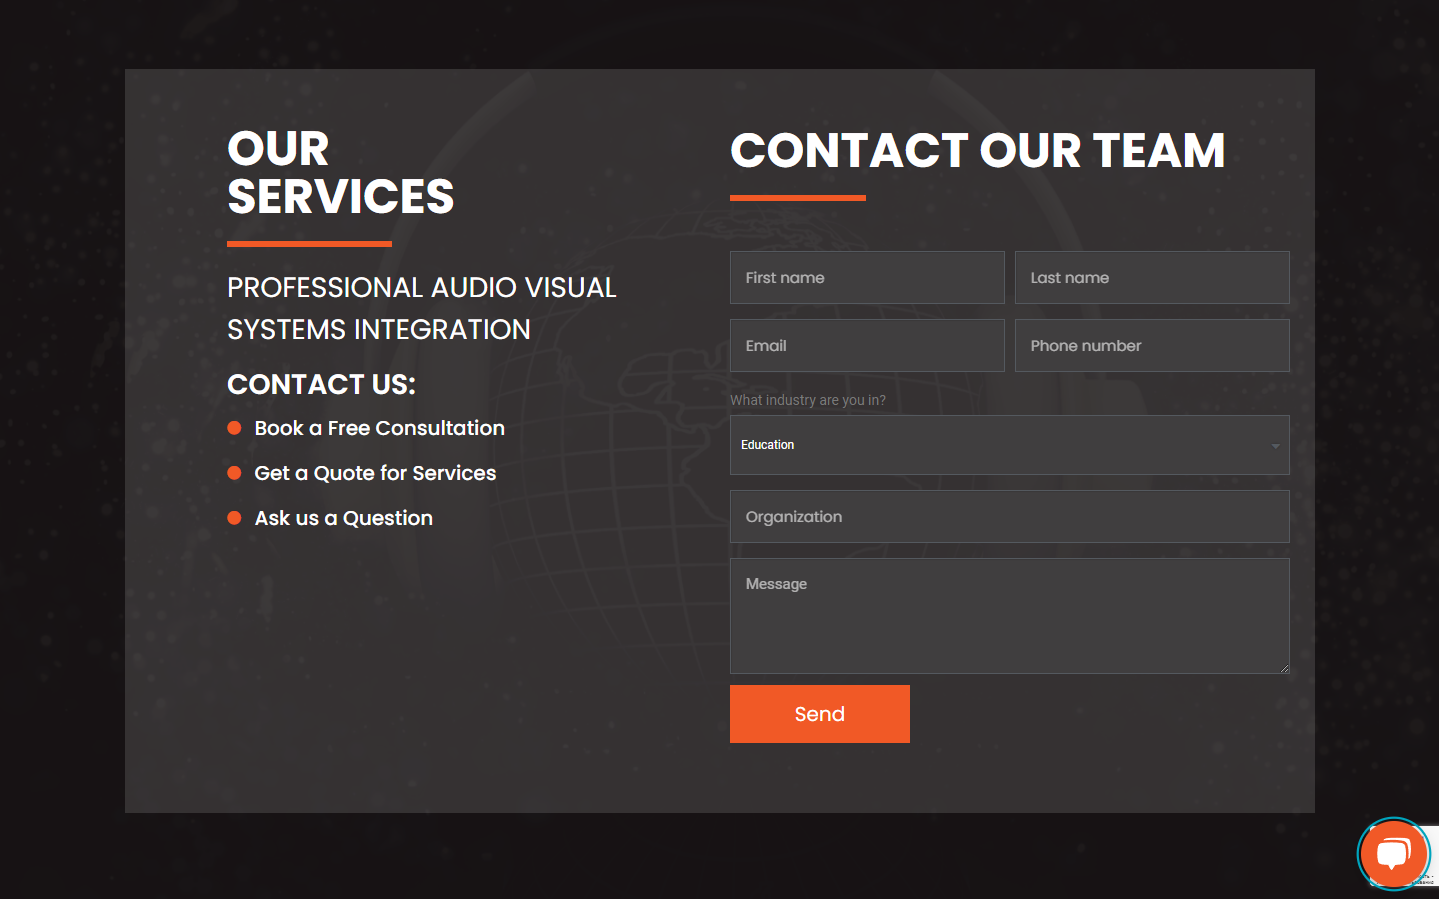 OUR
SERVICES
PROFESSIONAL AUDIO VISUAL
SYSTEMS INTEGRATION
CONTACT US:
Book a Free Consultation
Get a Quote for Services
Ask us a Question
CONTACT OUR TEAM
First name
Last name
Email
Phone number
What industry are you in?
Education
Organization
Message
Send